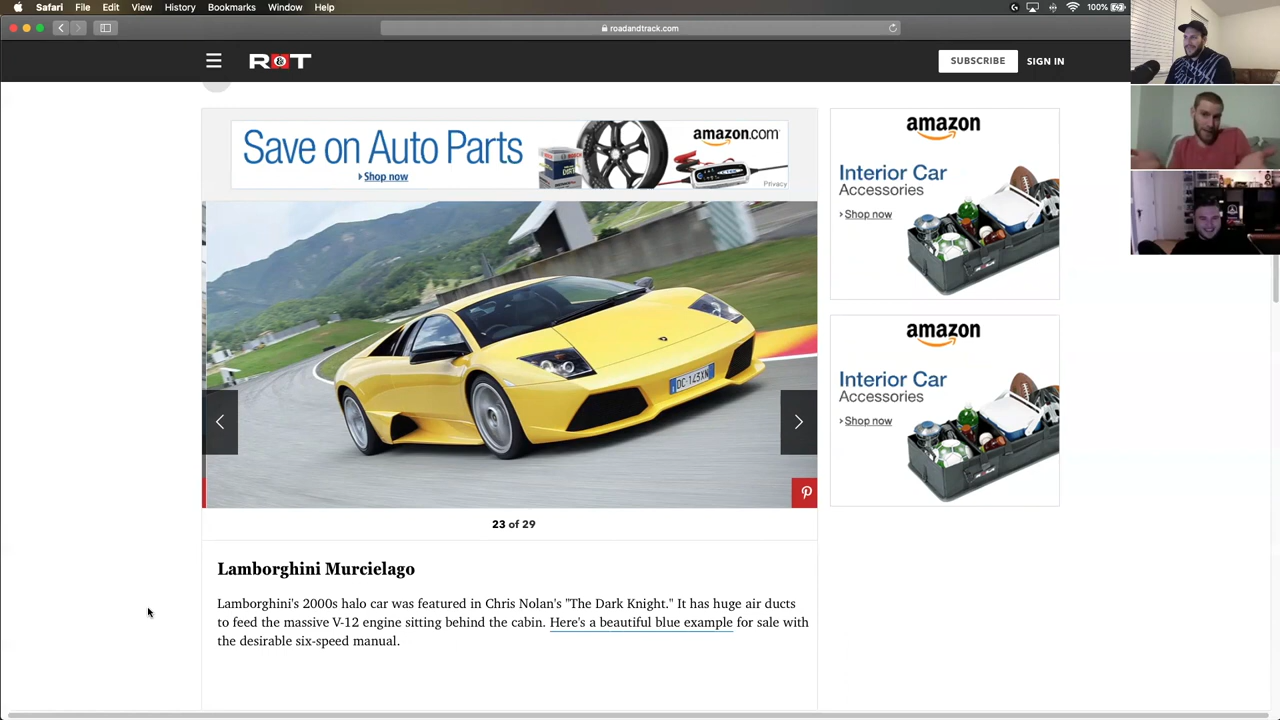 Safari File Edit View History Bookmarks Window Help 100%
roadandtrack.com
R&T SUBSCRIBE SIGN IN
Save on Auto Parts
Shop now
amazon.com
Privacy
amazon
Interior Car
Accessories
Shop now
amazon
Interior Car
Accessories
Shop now
23 of 29
Lamborghini Murcielago
Lamborghini's 2000s halo car was featured in Chris Nolan's "The Dark Knight." It has huge air ducts
to feed the massive V-12 engine sitting behind the cabin. Here's a beautiful blue example for sale with
the desirable six-speed manual.